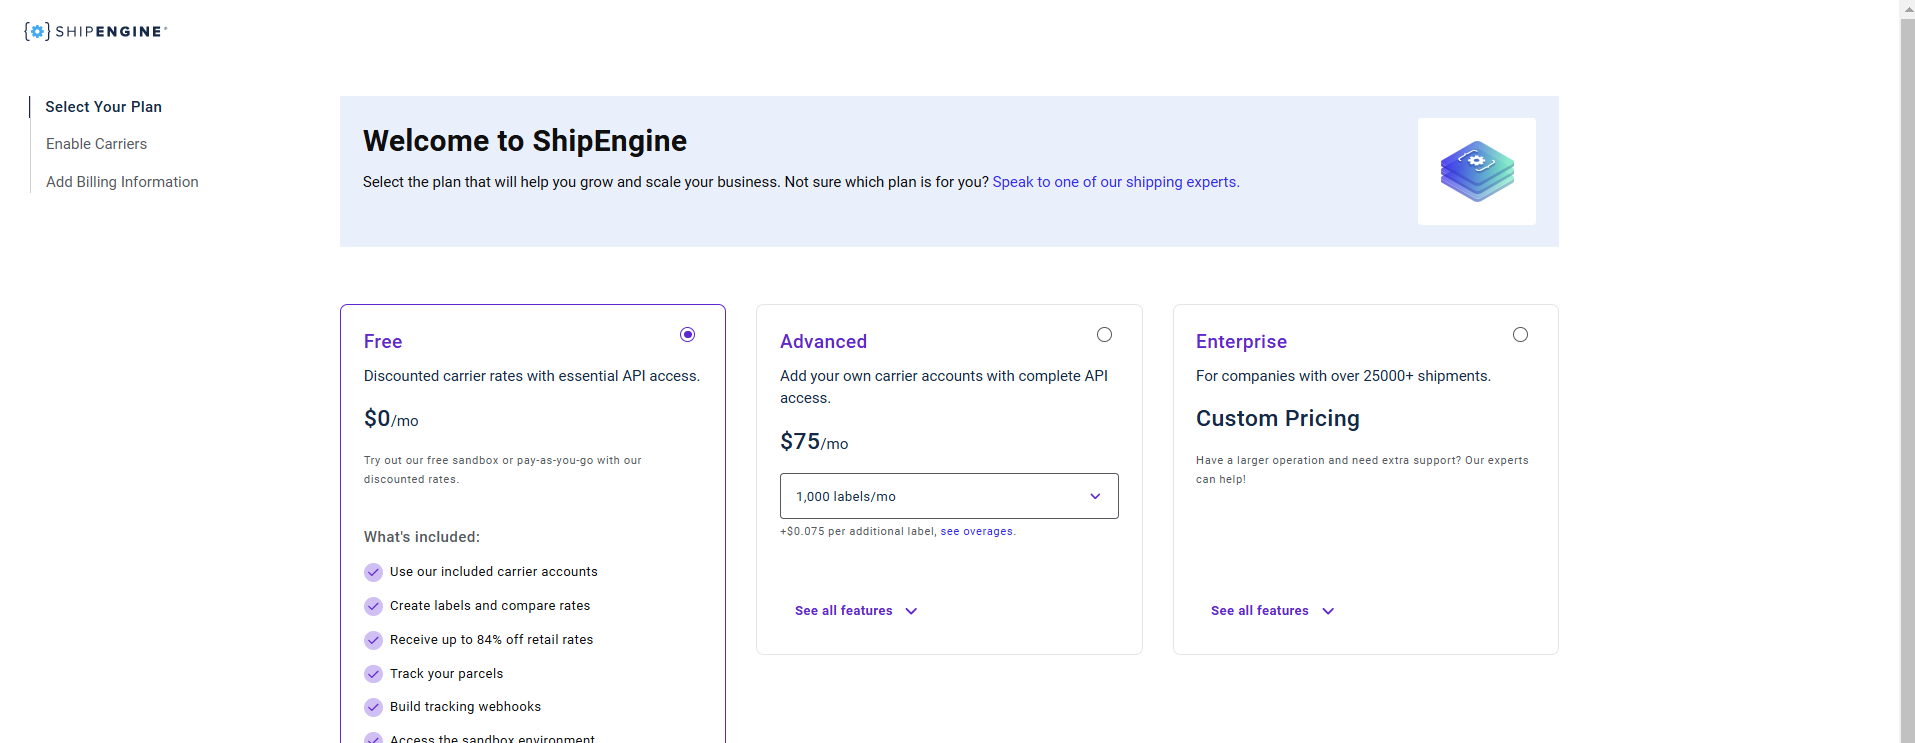 SHIPENGINE
Select Your Plan
Enable Carriers
Add Billing Information
Welcome to ShipEngine
Select the plan that will help you grow and scale your business. Not sure which plan is for you? Speak to one of our shipping experts.
Free
Discounted carrier rates with essential API access.
$0/mo
Try out our free sandbox or pay-as-you-go with our
discounted rates.
What's included:
Use our included carrier accounts
Create labels and compare rates
Receive up to 84% off retail rates
Track your parcels
Build tracking webhooks
Access the sandbox environment
Advanced
Add your own carrier accounts with complete API
access.
$75/mo
1,000 labels/mo
+$0.075 per additional label, see overages.
See all features
Enterprise
For companies with over 25000+ shipments.
Custom Pricing
Have a larger operation and need extra support? Our experts
can help!
See all features